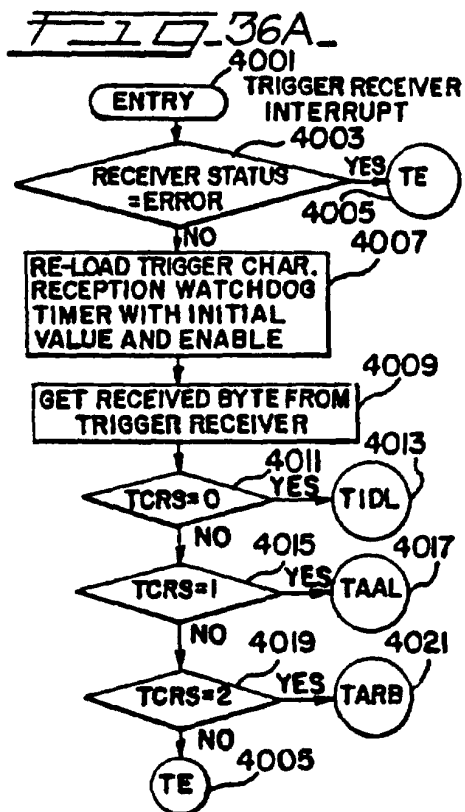 FIG_36A_
4001
ENTRY
TRIGGER RECEIVER
INTERRUPT
4003
RECEIVER STATUS
=ERROR
YES
TE
4005
NO
4007
RE-LOAD TRIGGER CHAR.
RECEPTION WATCHDOG
TIMER WITH INITIAL
VALUE AND ENABLE
4009
GET RECEIVED BYTE FROM
TRIGGER RECEIVER
4011
TCRS=0
YES
4013
TIDL
NO
4015
TCRS=1
YES
4017
TAAL
NO
4019
TCRS=2
YES
4021
TARB
NO
4005
TE